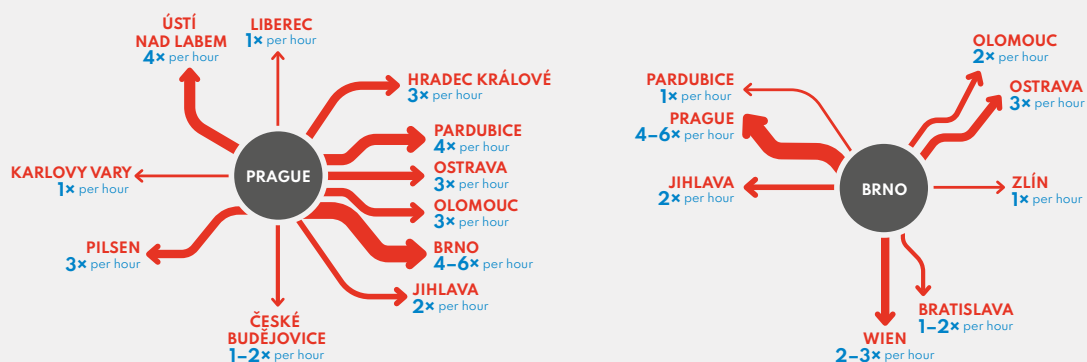 ÚSTÍ
NAD LABEM
4× per hour
LIBEREC
1× per hour
HRADEC KRÁLOVÉ
3× per hour
PARDUBICE
4× per hour
OSTRAVA
3× per hour
OLOMOUC
3× per hour
BRNO
4–6× per hour
JIHLAVA
2× per hour
ČESKÉ
BUDĚJOVICE
1–2× per hour
PILSEN
3× per hour
KARLOVY VARY
1× per hour
PRAGUE
OLOMOUC
2× per hour
OSTRAVA
3× per hour
PARDUBICE
1× per hour
PRAGUE
4–6× per hour
JIHLAVA
2× per hour
BRNO
ZLÍN
1× per hour
BRATISLAVA
1–2× per hour
WIEN
2–3× per hour